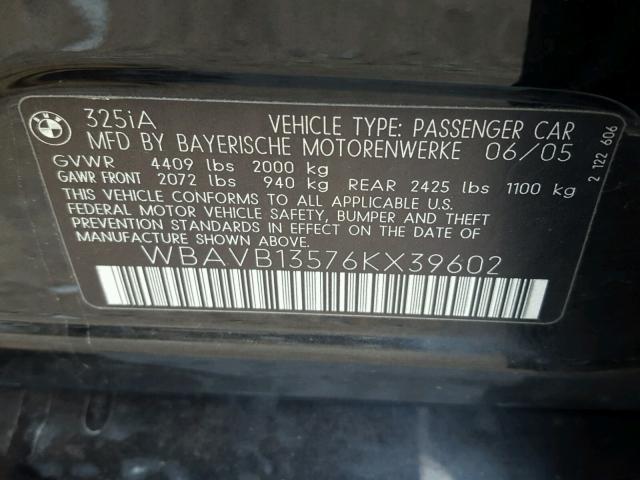 BMW
325iA VEHICLE TYPE: PASSENGER CAR
MFD BY BAYERISCHE MOTORENWERKE 06/05
GVWR 4409 lbs 2000 kg
GAWR FRONT 2072 lbs 940 kg REAR 2425 lbs 1100 kg
THIS VEHICLE CONFORMS TO ALL APPLICABLE U.S.
FEDERAL MOTOR VEHICLE SAFETY, BUMPER AND THEFT
PREVENTION STANDARDS IN EFFECT ON THE DATE OF
MANUFACTURE SHOWN ABOVE.
WBAVB13576KX39602
2 122 606